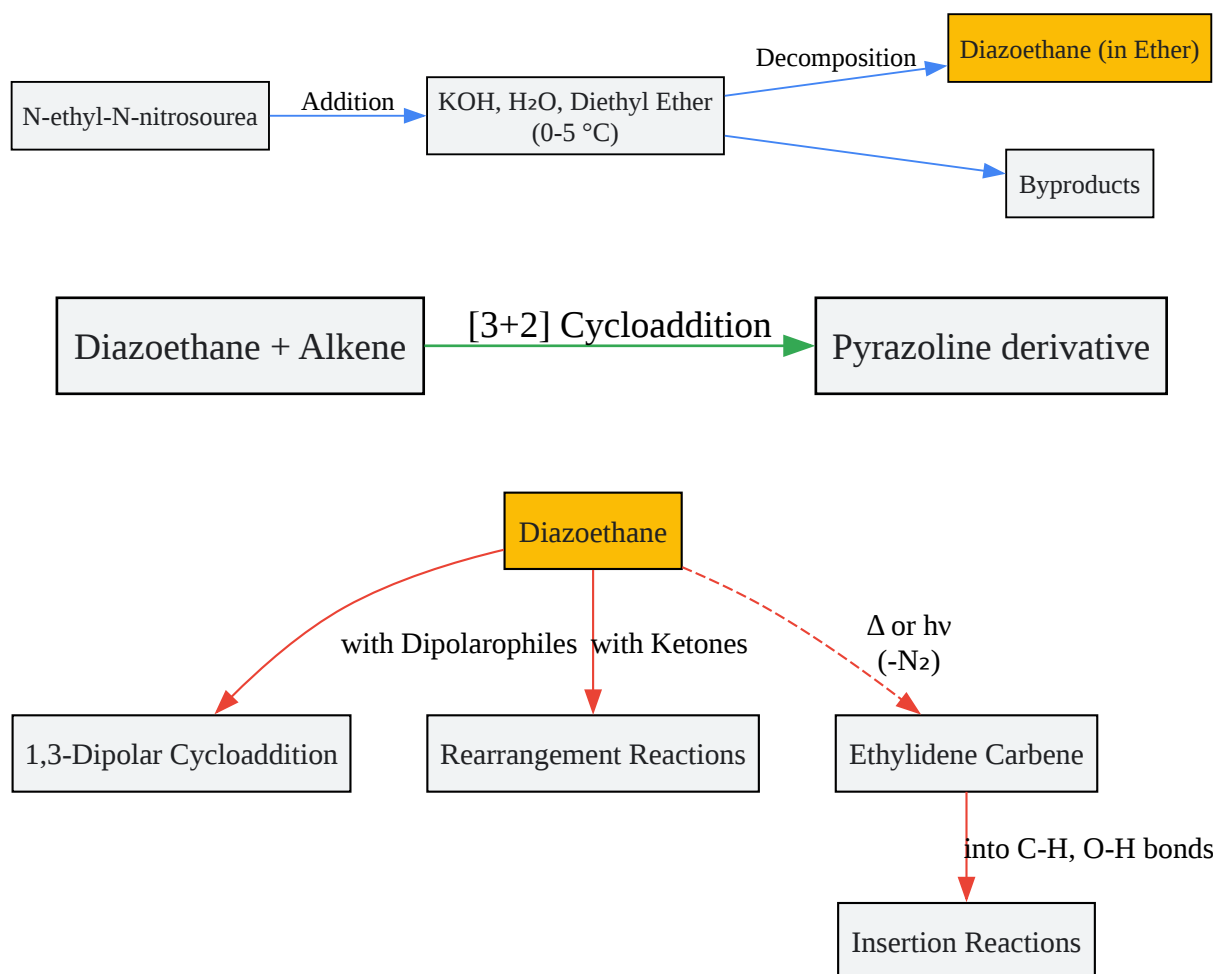 N-ethyl-N-nitrosourea
Addition
KOH, H₂O, Diethyl Ether
(0-5 °C)
Decomposition
Diazoethane (in Ether)
Byproducts
Diazoethane + Alkene
[3+2] Cycloaddition
Pyrazoline derivative
Diazoethane
with Dipolarophiles
with Ketones
Δ or hν
(-N₂)
1,3-Dipolar Cycloaddition
Rearrangement Reactions
Ethylidene Carbene
into C-H, O-H bonds
Insertion Reactions